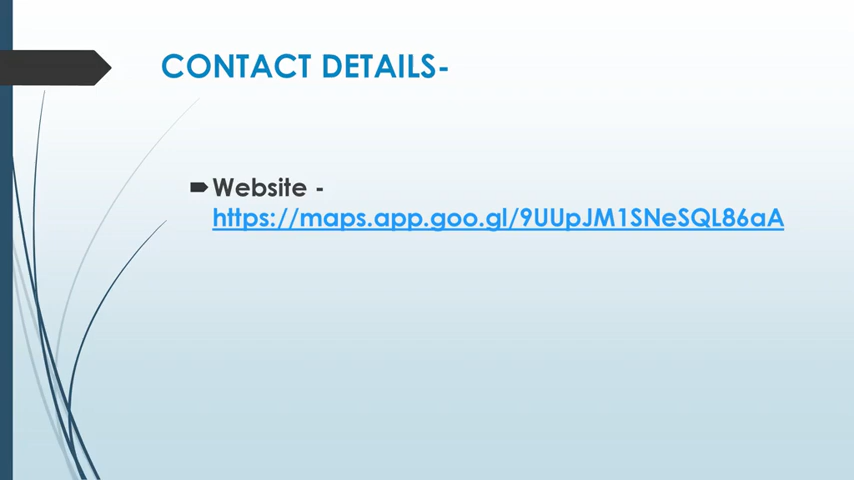 CONTACT DETAILS-
Website -
https://maps.app.goo.gl/9UUpJM1SNeSQL86aA